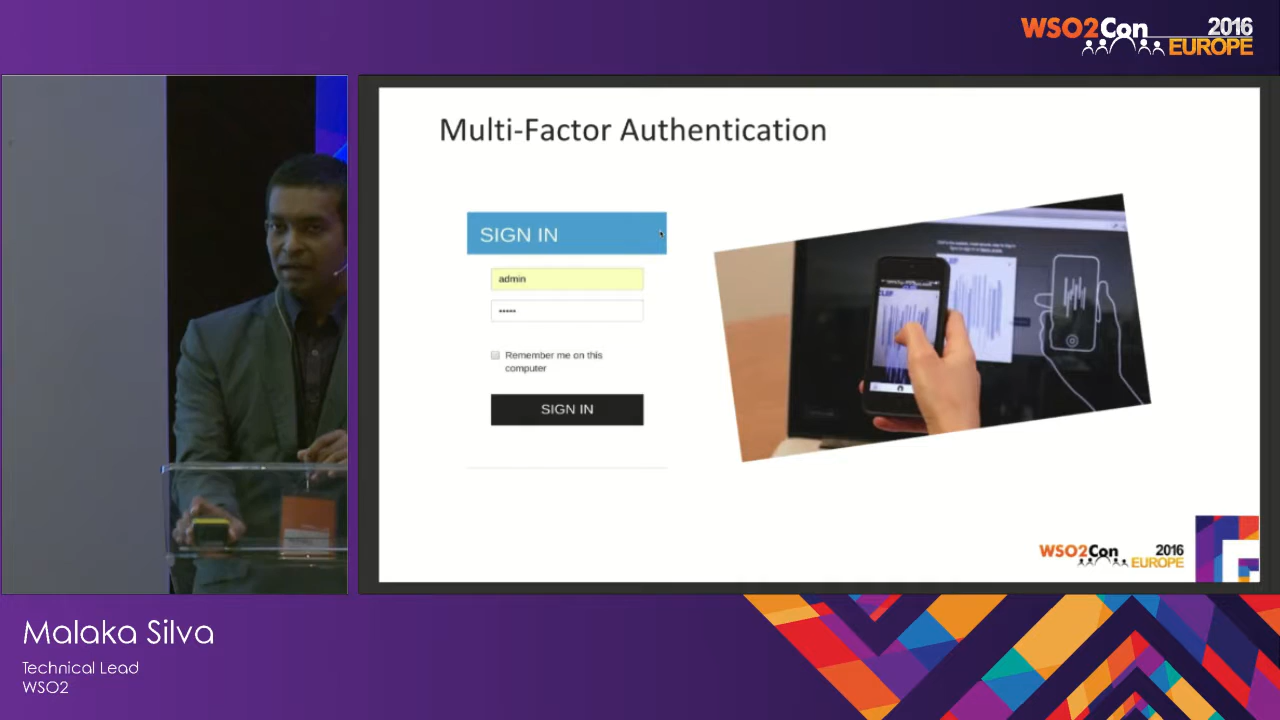 WSO2Con 2016
EUROPE
Multi-Factor Authentication
SIGN IN
admin
•••••
Remember me on this
computer
SIGN IN
WSO2Con 2016
EUROPE
Malaka Silva
Technical Lead
WSO2